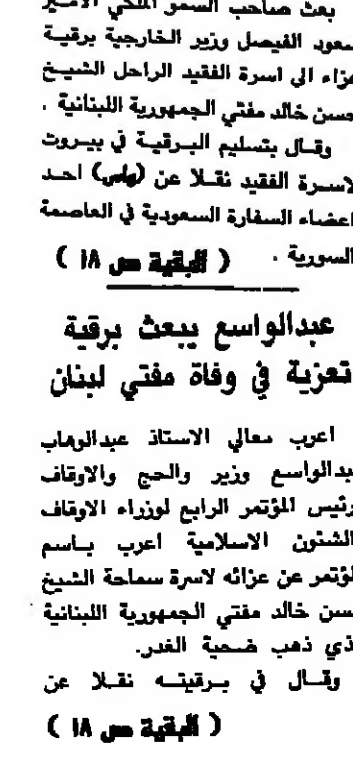 بعث صاحب السمو الملكي الامير
سعود الفيصل وزير الخارجية برقية
عزاء الى اسرة الفقيد الراحل الشيخ
حسن خالد مفتي الجمهورية اللبنانية .
وقال بتسليم البرقية في بيروت
لاسرة الفقيد نقلا عن (واس) احد
اعضاء السفارة السعودية في العاصمة
السورية .
( البقية ص ١٨ )
عبدالواسع يبعث برقية
تعزية في وفاة مفتي لبنان
اعرب معالي الاستاذ عبدالوهاب
عبدالواسع وزير والحج والاوقاف
رئيس المؤتمر الرابع لوزراء الاوقاف
الشئون الاسلامية اعرب باسم
لؤتمر عن عزائه لاسرة سماحة الشيخ
حسن خالد مفتي الجمهورية اللبنانية
ذي ذهب ضحية الغدر.
وقال في برقيته نقلا عن
( البقية ص ١٨ )